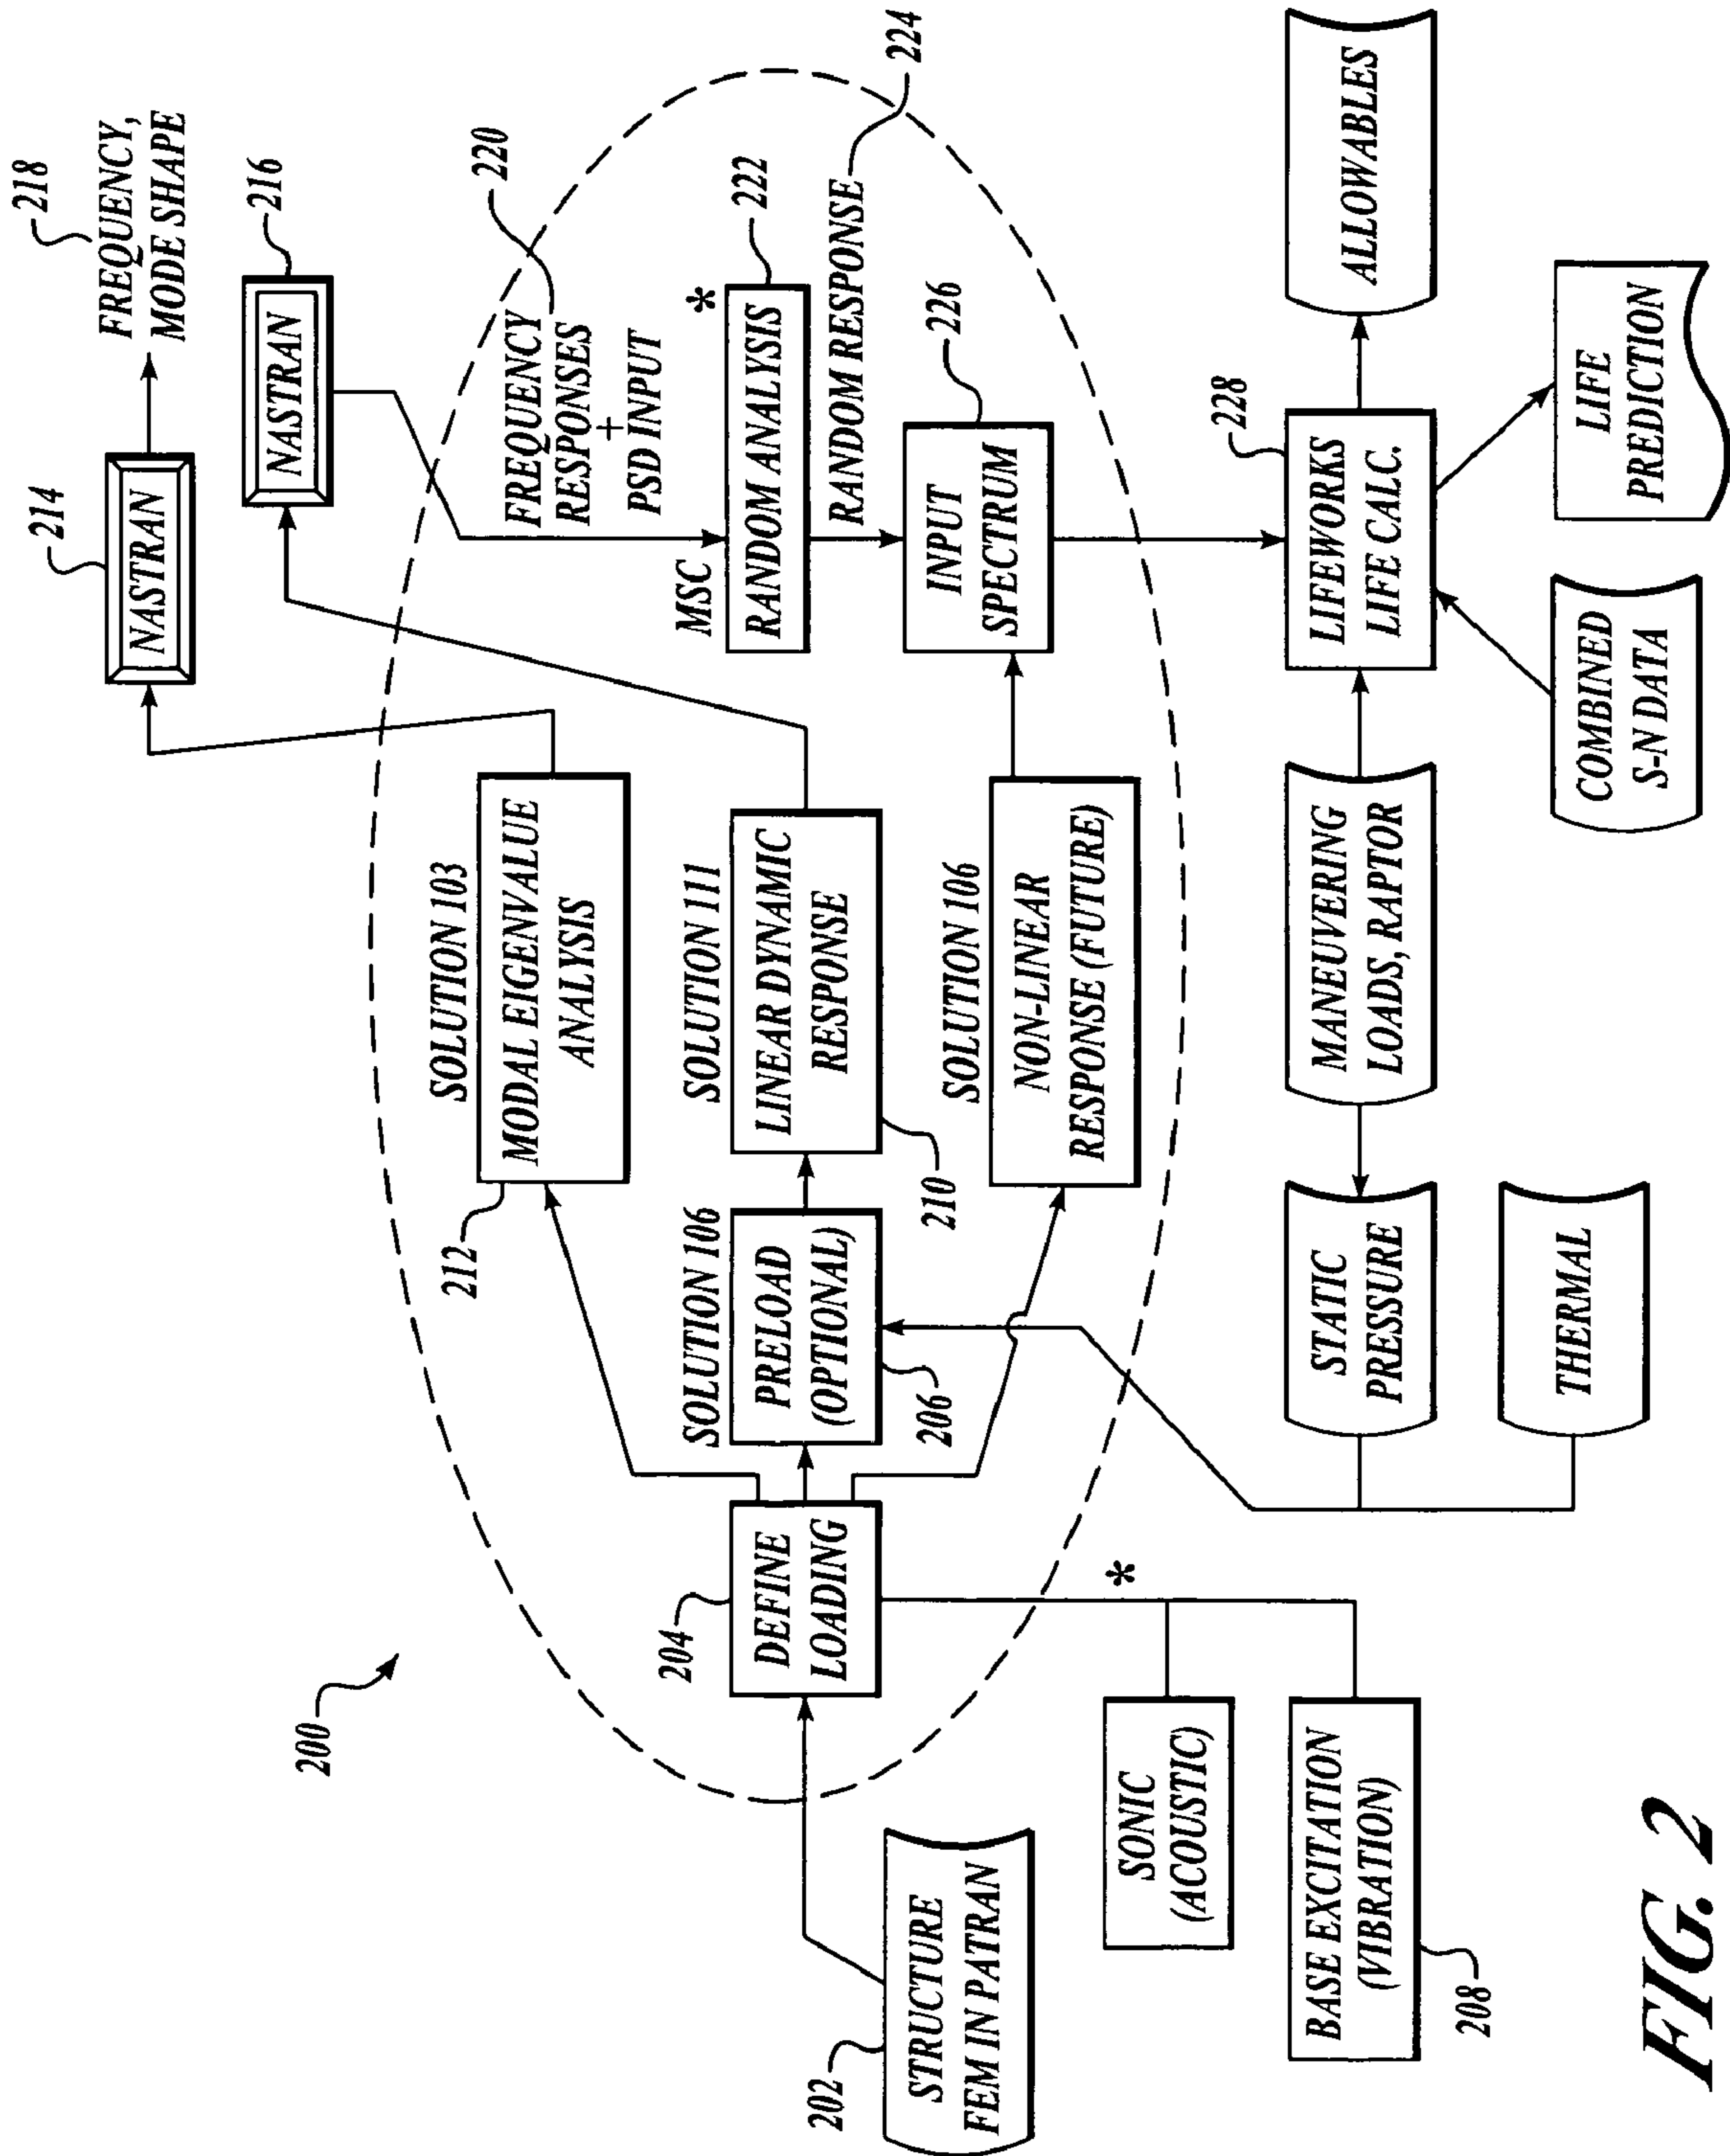 200
218
FREQUENCY,
MODE SHAPE
214
NASTRAN
216
NASTRAN
220
FREQUENCY
RESPONSES
+
PSD INPUT
SOLUTION 103
MODAL EIGENVALUE
ANALYSIS
212
MSC
*
222
RANDOM ANALYSIS
RANDOM RESPONSE
224
SOLUTION 106
PRELOAD
(OPTIONAL)
206
SOLUTION 111
LINEAR DYNAMIC
RESPONSE
210
204
DEFINE
LOADING
202
STRUCTURE
FEM IN PATRAN
SOLUTION 106
NON-LINEAR
RESPONSE (FUTURE)
226
INPUT
SPECTRUM
*
SONIC
(ACOUSTIC)
BASE EXCITATION
(VIBRATION)
208
STATIC
PRESSURE
THERMAL
MANEUVERING
LOADS, RAPTOR
228
LIFEWORKS
LIFE CALC.
ALLOWABLES
COMBINED
S-N DATA
LIFE
PREDICTION
FIG. 2